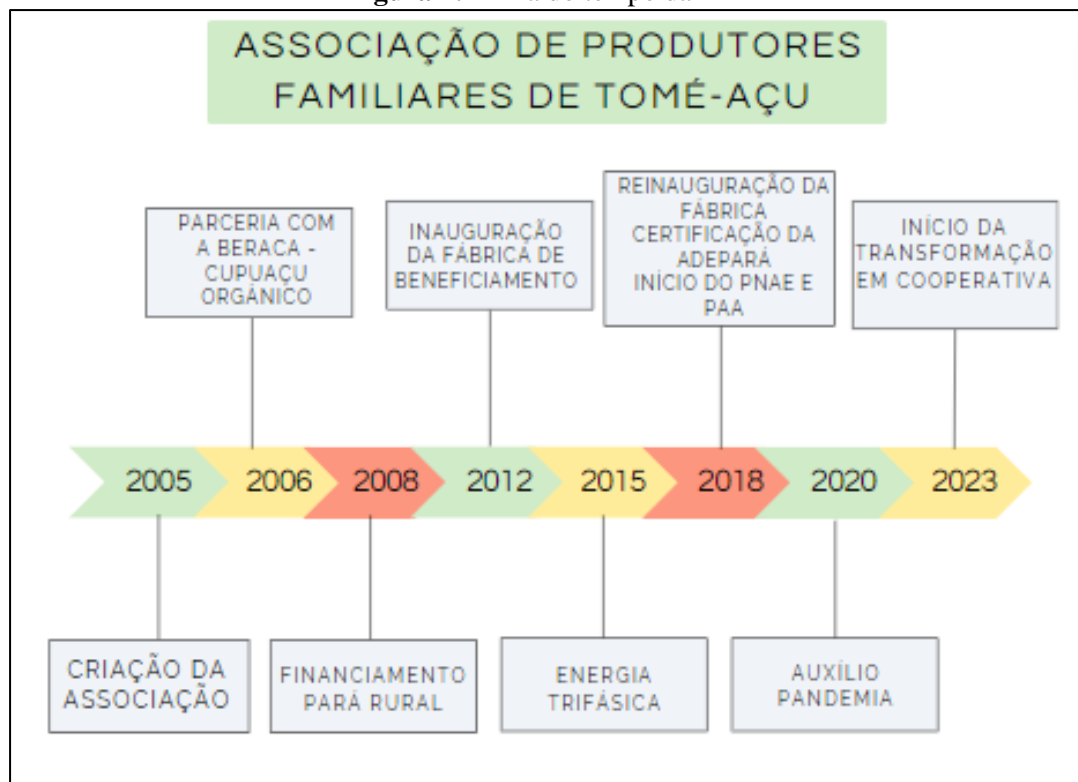 ASSOCIAÇÃO DE PRODUTORES
FAMILIARES DE TOMÉ-AÇU
PARCERIA COM
A BERACA -
CUPUAÇU
ORGÂNICO
INAUGURAÇÃO
DA FÁBRICA DE
BENEFICIAMENTO
REINAUGURAÇÃO DA
FÁBRICA
CERTIFICAÇÃO DA
ADEPARÁ
INÍCIO DO PNAE E
PAA
INÍCIO DA
TRANSFORMAÇÃO
EM COOPERATIVA
2005 2006 2008 2012 2015 2018 2020 2023
CRIAÇÃO DA
ASSOCIAÇÃO
FINANCIAMENTO
PARÁ RURAL
ENERGIA
TRIFÁSICA
AUXÍLIO
PANDEMIA